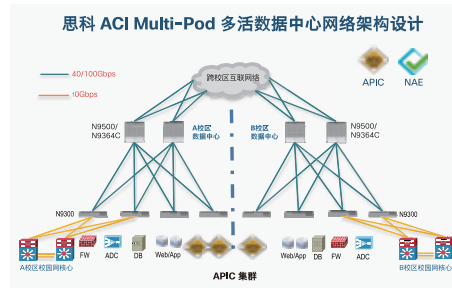 思科 ACI Multi-Pod 多活数据中心网络架构设计
40/100Gbps
10Gbps
跨校区互联网络
APIC
NAE
N9500/
N9364C
A校区
数据中心
B校区
数据中心
N9500/
N9364C
N9300
N9300
FW
ADC
DB
Web/App
Web/App
DB
FW
ADC
A校区校园网核心
B校区校园网核心
APIC 集群